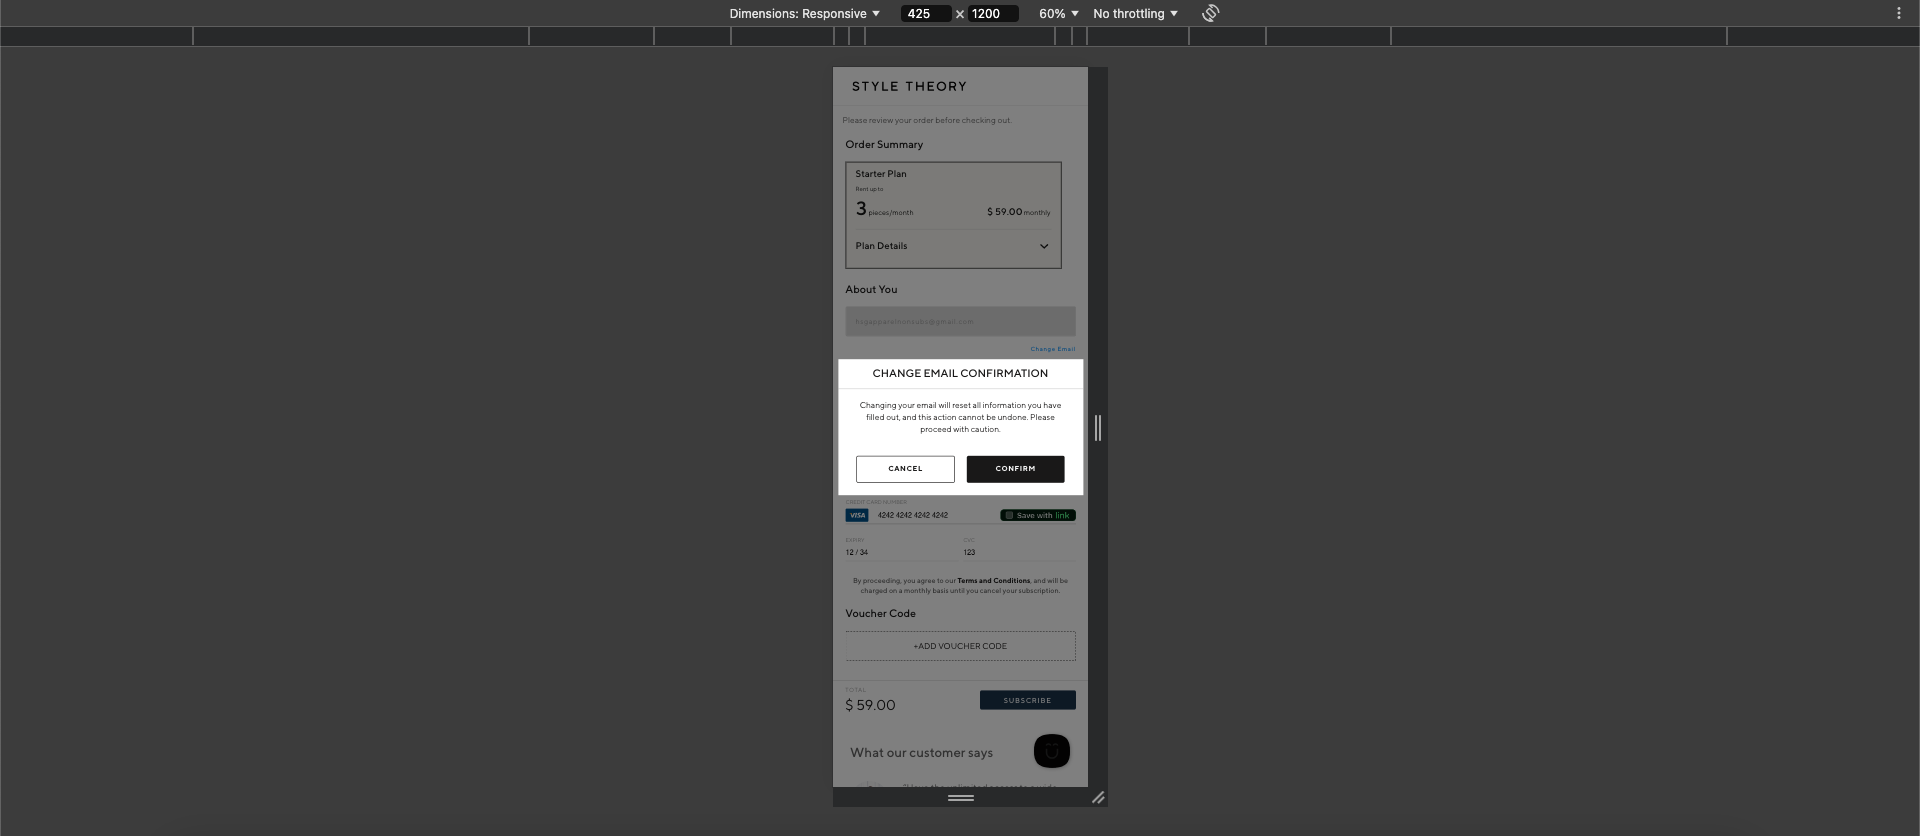 Dimensions: Responsive 425 × 1200 60% No throttling
STYLE THEORY
Please review your order before checking out.
Order Summary
Starter Plan
Rent up to
3 pieces/month $ 59.00 monthly
Plan Details
About You
Change Email
CHANGE EMAIL CONFIRMATION
Changing your email will reset all information you have
filled out, and this action cannot be undone. Please
proceed with caution.
CANCEL CONFIRM
CREDIT CARD NUMBER
VISA 4242 4242 4242 4242 Save with link
EXPIRY CVC
12 / 34 123
By proceeding, you agree to our Terms and Conditions, and will be
charged on a monthly basis until you cancel your subscription.
Voucher Code
+ADD VOUCHER CODE
TOTAL
$ 59.00 SUBSCRIBE
What our customer says